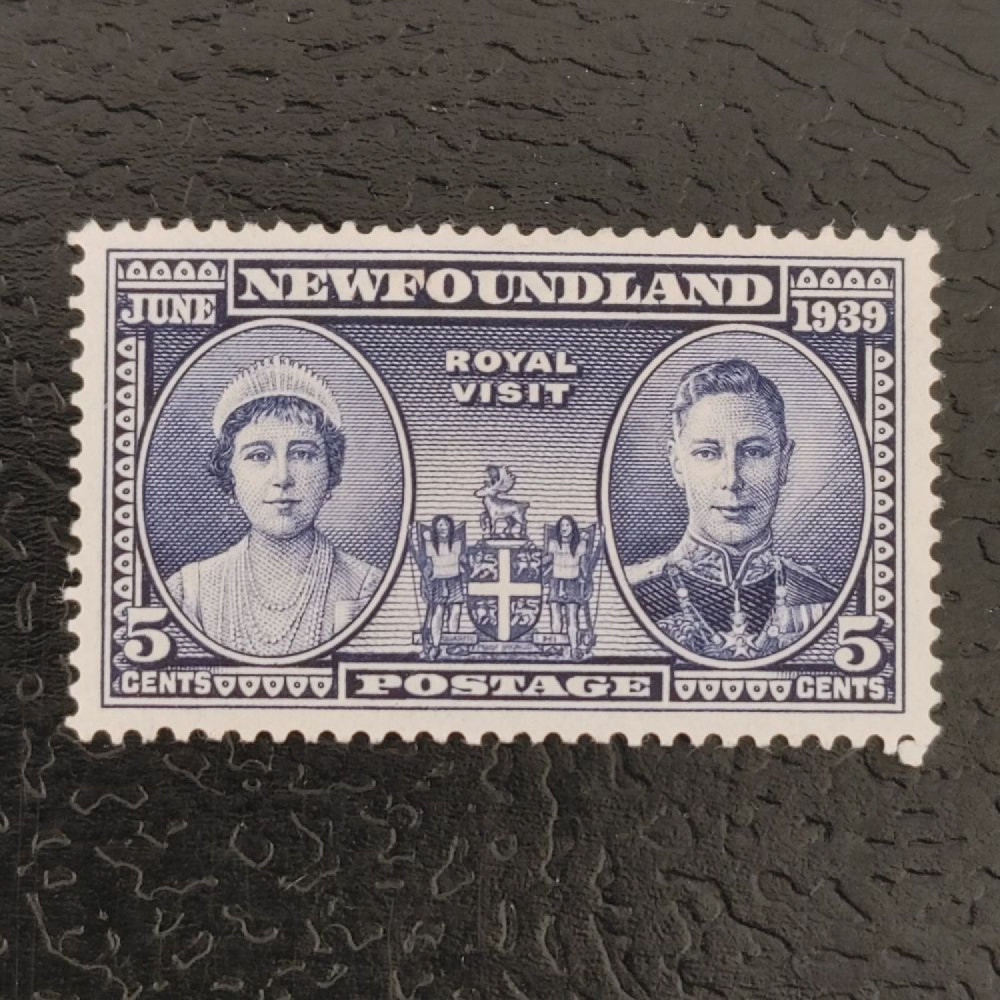 NEWFOUNDLAND
JUNE
1939
ROYAL
VISIT
5
5
CENTS
POSTAGE
CENTS